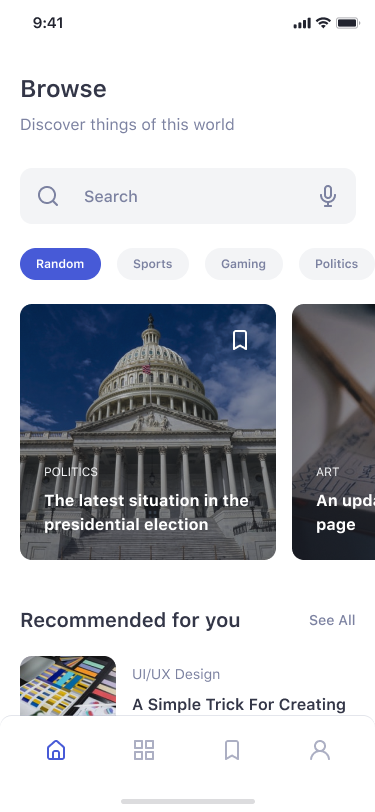 9:41
Browse
Discover things of this world
Search
Random
Sports
Gaming
Politics
POLITICS
The latest situation in the
presidential election
ART
An upda
page
Recommended for you
See All
UI/UX Design
A Simple Trick For Creating